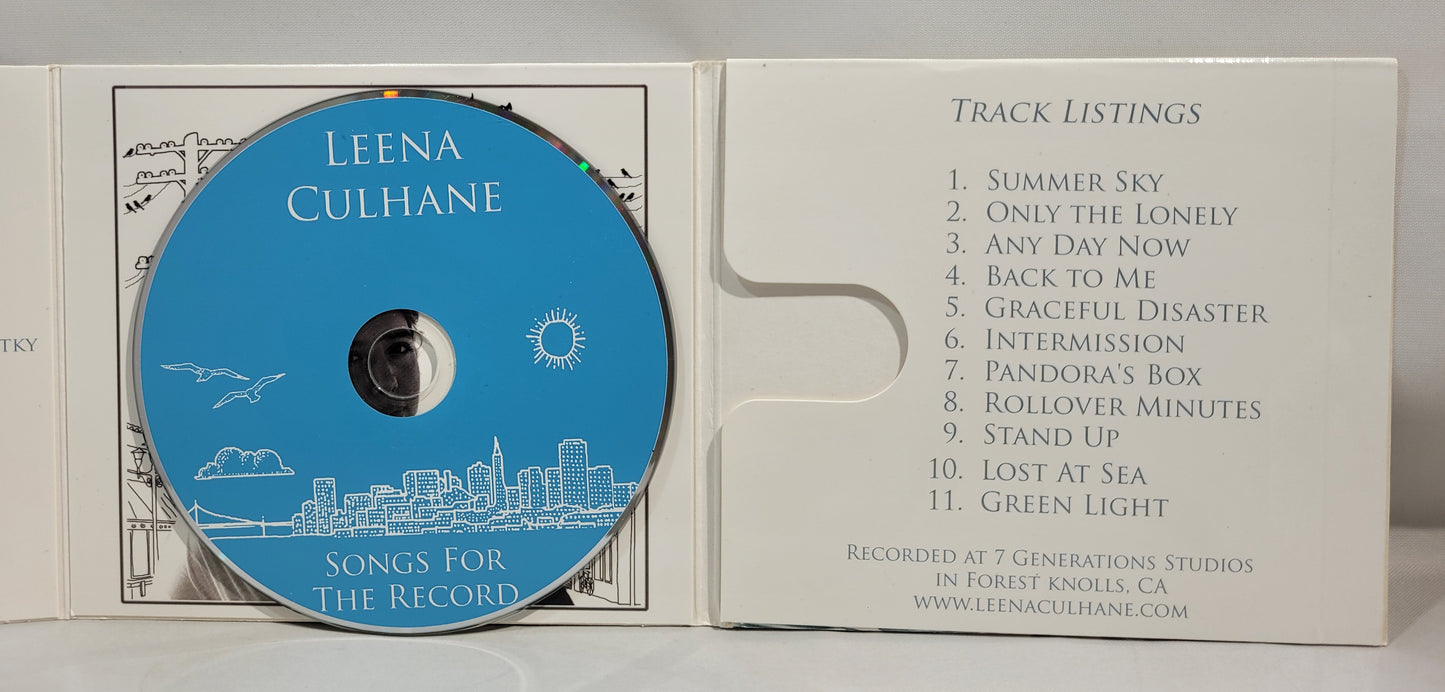 TKY
LEENA
CULHANE
SONGS FOR
THE RECORD
TRACK LISTINGS
1. SUMMER SKY
2. ONLY THE LONELY
3. ANY DAY NOW
4. BACK TO ME
5. GRACEFUL DISASTER
6. INTERMISSION
7. PANDORA'S BOX
8. ROLLOVER MINUTES
9. STAND UP
10. LOST AT SEA
11. GREEN LIGHT
RECORDED AT 7 GENERATIONS STUDIOS
IN FOREST KNOLLS, CA
WWW.LEENACULHANE.COM